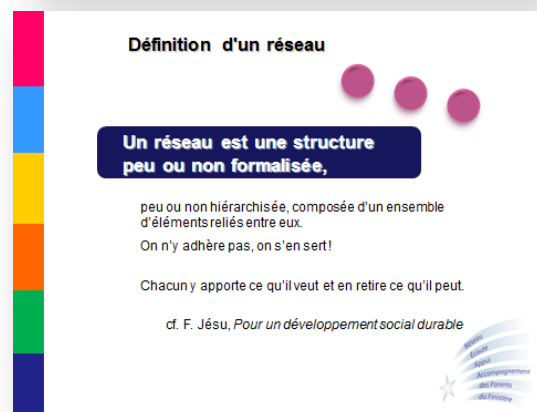 Définition d'un réseau
Un réseau est une structure
peu ou non formalisée,
peu ou non hiérarchisée, composée d'un ensemble
d'éléments reliés entre eux.
On n'y adhère pas, on s'en sert!
Chacun y apporte ce qu'il veut et en retire ce qu'il peut.
cf. F. Jésu, Pour un développement social durable
Réseau
Ecoute
Appui
Accompagnement
des Parents
du Finistère